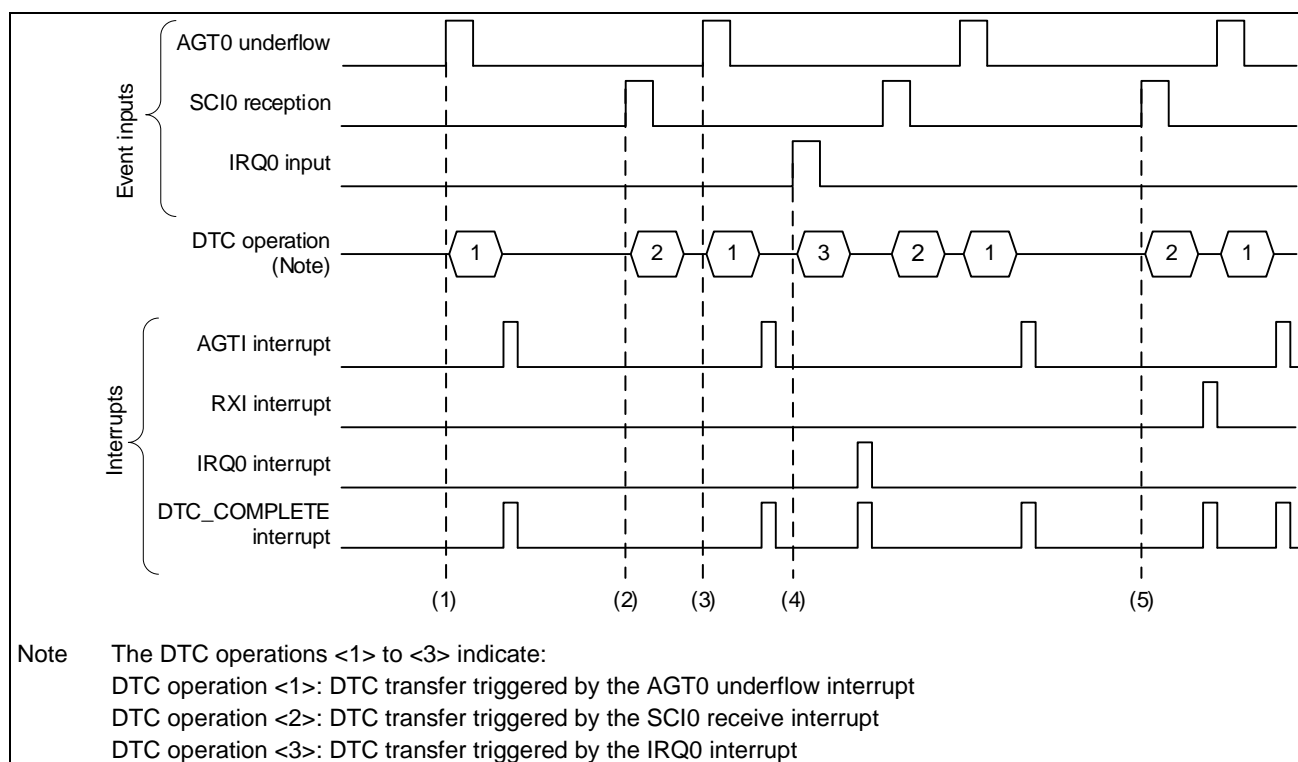 Event inputs
AGT0 underflow
SCI0 reception
IRQ0 input
DTC operation
(Note)
1
2
1
3
2
1
2
1
Interrupts
AGTI interrupt
RXI interrupt
IRQ0 interrupt
DTC_COMPLETE
interrupt
(1)
(2)
(3)
(4)
(5)
Note The DTC operations <1> to <3> indicate:
DTC operation <1>: DTC transfer triggered by the AGT0 underflow interrupt
DTC operation <2>: DTC transfer triggered by the SCI0 receive interrupt
DTC operation <3>: DTC transfer triggered by the IRQ0 interrupt